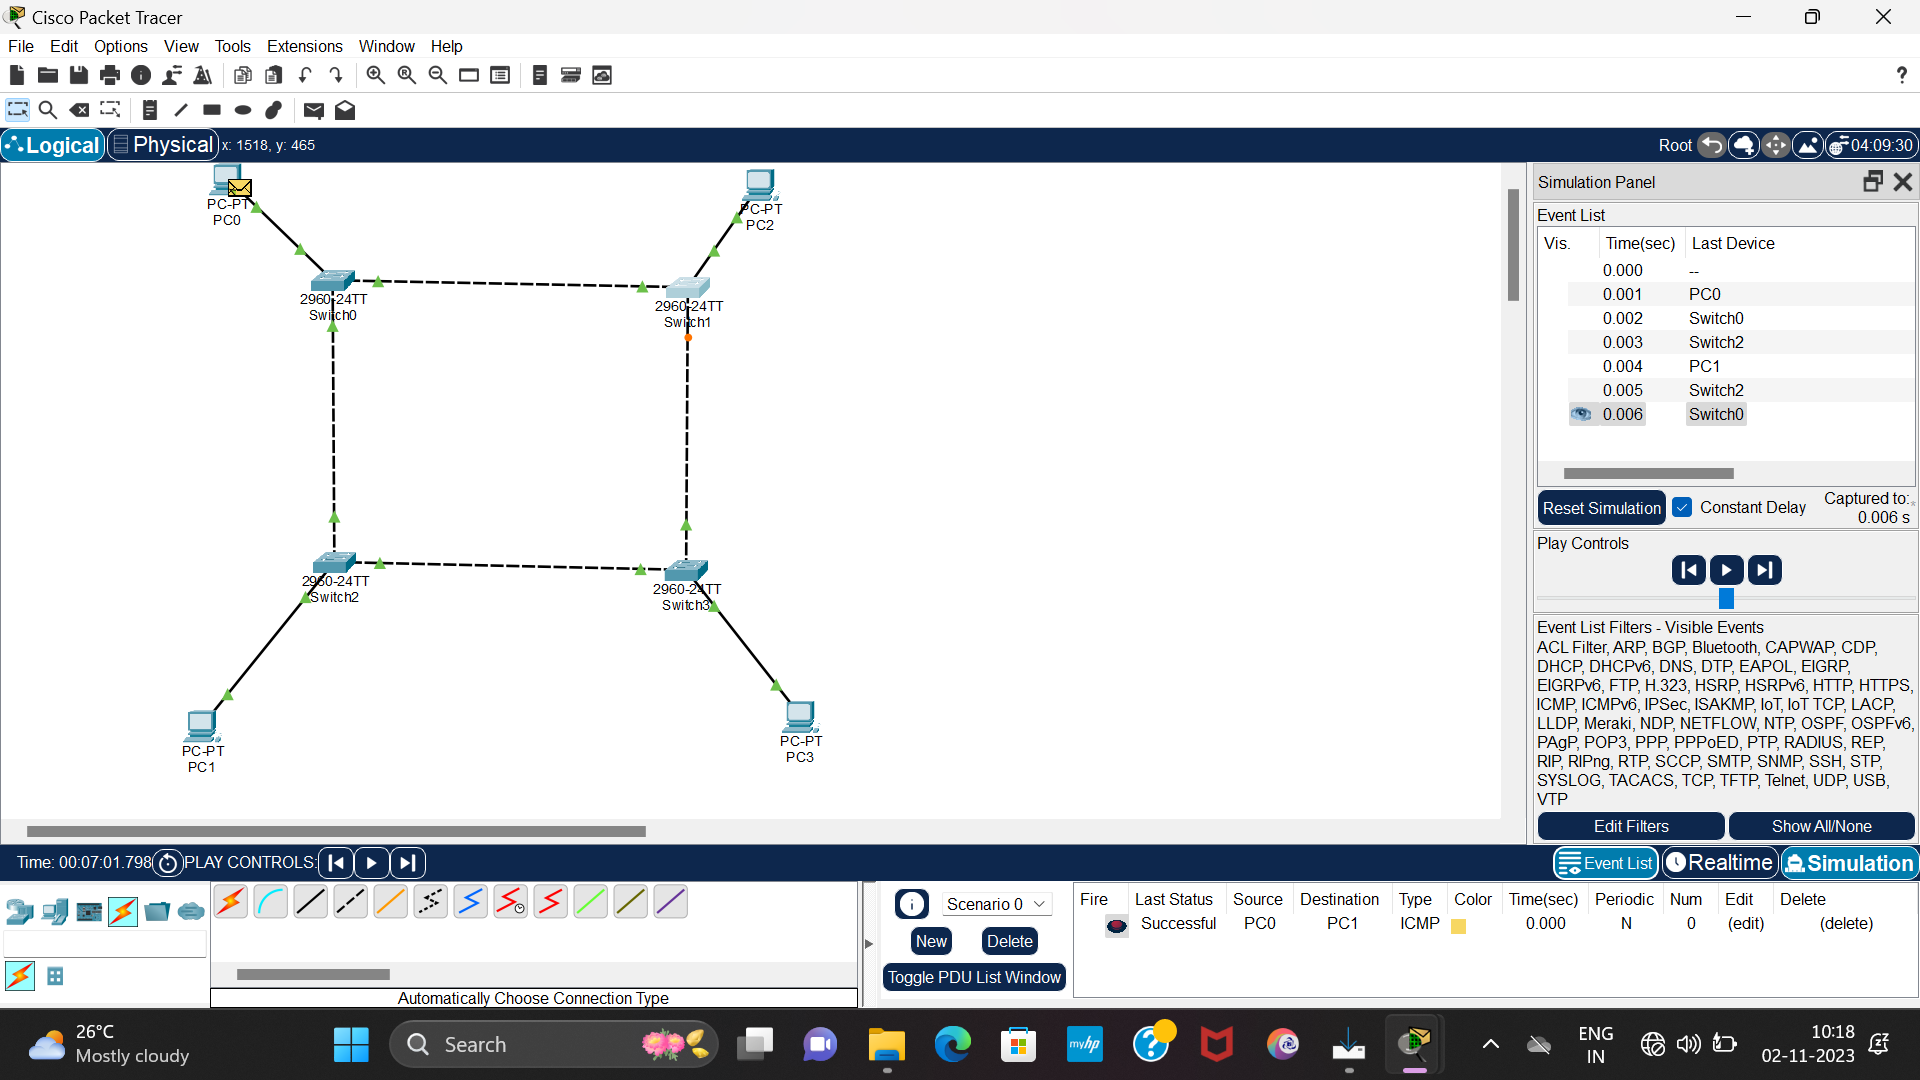 Cisco Packet Tracer
File Edit Options View Tools Extensions Window Help
?
Logical Physical x: 1518, y: 465 Root 04:09:30
PC-PT
PC0
PC-PT
PC2
2960-24TT
Switch0
2960-24TT
Switch1
2960-24TT
Switch2
2960-24TT
Switch3
PC-PT
PC1
PC-PT
PC3
Simulation Panel
Event List
Vis. Time(sec) Last Device
0.000 --
0.001 PC0
0.002 Switch0
0.003 Switch2
0.004 PC1
0.005 Switch2
0.006 Switch0
Reset Simulation Constant Delay Captured to:
0.006 s
Play Controls
Event List Filters - Visible Events
ACL Filter, ARP, BGP, Bluetooth, CAPWAP, CDP,
DHCP, DHCPv6, DNS, DTP, EAPOL, EIGRP,
EIGRPv6, FTP, H.323, HSRP, HSRPv6, HTTP, HTTPS,
ICMP, ICMPv6, IPSec, ISAKMP, IoT, IoT TCP, LACP,
LLDP, Meraki, NDP, NETFLOW, NTP, OSPF, OSPFv6,
PAgP, POP3, PPP, PPPoED, PTP, RADIUS, REP,
RIP, RIPng, RTP, SCCP, SMTP, SNMP, SSH, STP,
SYSLOG, TACACS, TCP, TFTP, Telnet, UDP, USB,
VTP
Edit Filters Show All/None
Time: 00:07:01.798 PLAY CONTROLS: Event List Realtime Simulation
Scenario 0
New Delete
Toggle PDU List Window
Fire Last Status Source Destination Type Color Time(sec) Periodic Num Edit Delete
Successful PC0 PC1 ICMP 0.000 N 0 (edit) (delete)
Automatically Choose Connection Type
26°C
Mostly cloudy
Search
myhp
ENG
IN
10:18
02-11-2023